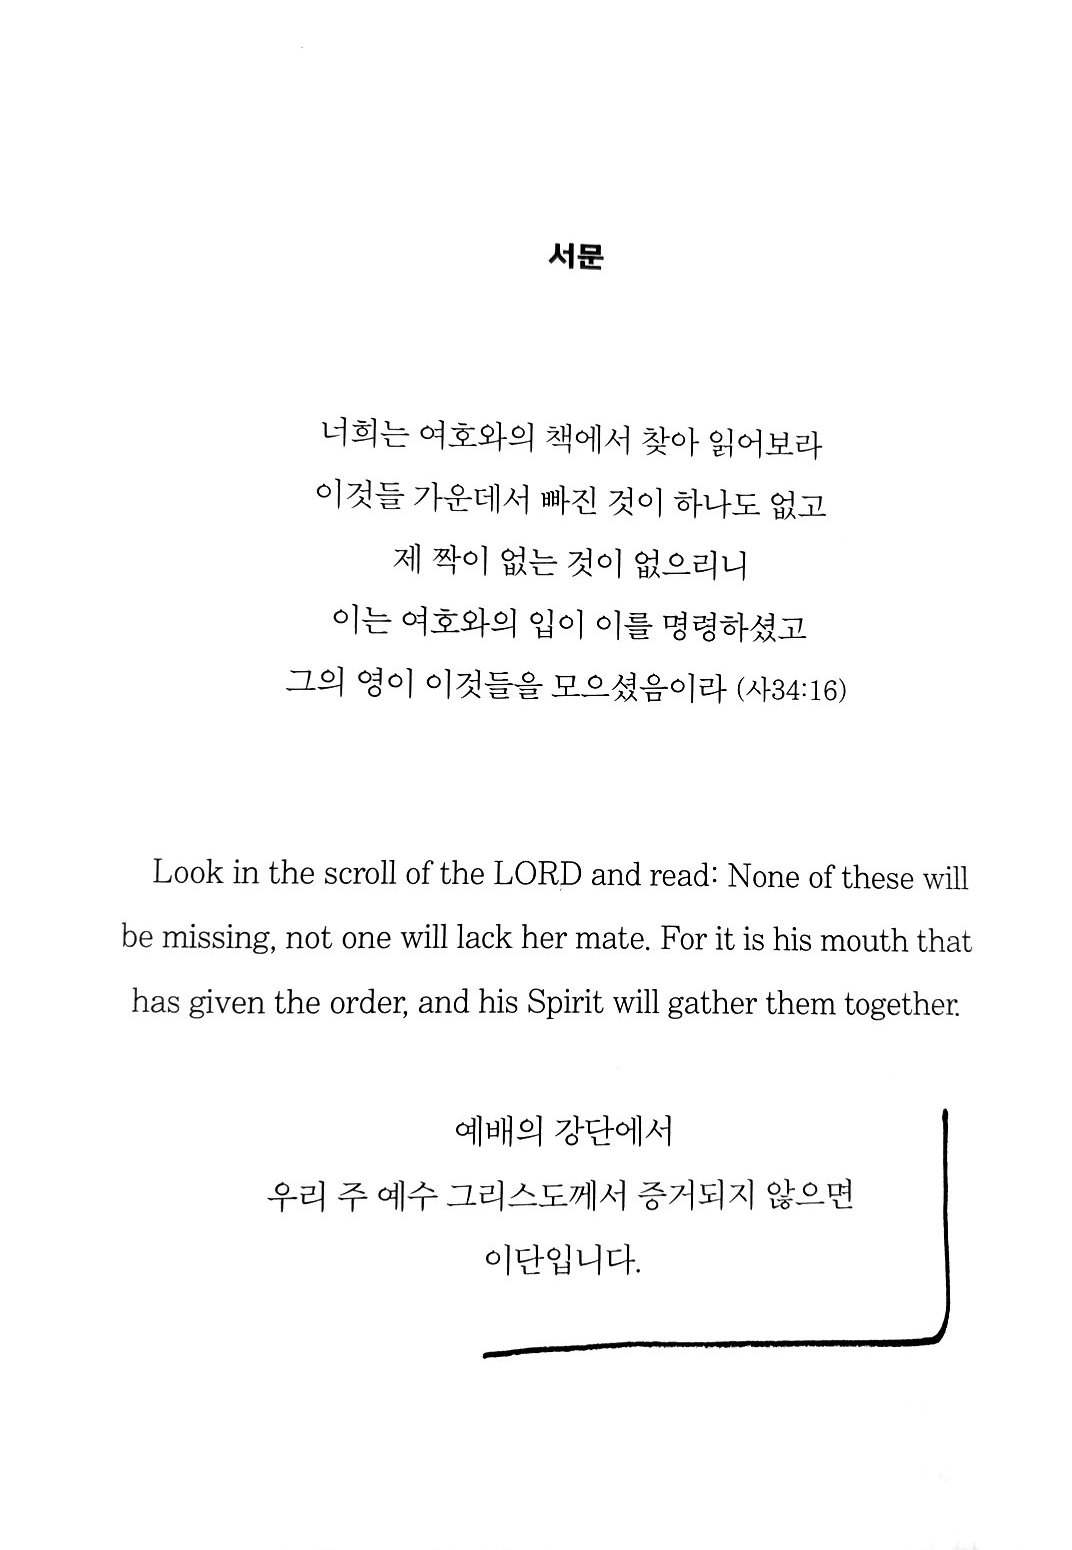 서문
너희는 여호와의 책에서 찾아 읽어보라
이것들 가운데서 빠진 것이 하나도 없고
제 짝이 없는 것이 없으리니
이는 여호와의 입이 이를 명령하셨고
그의 영이 이것들을 모으셨음이라 (사34:16)
Look in the scroll of the LORD and read: None of these will
be missing, not one will lack her mate. For it is his mouth that
has given the order, and his Spirit will gather them together.
예배의 강단에서
우리 주 예수 그리스도께서 증거되지 않으면
이단입니다.